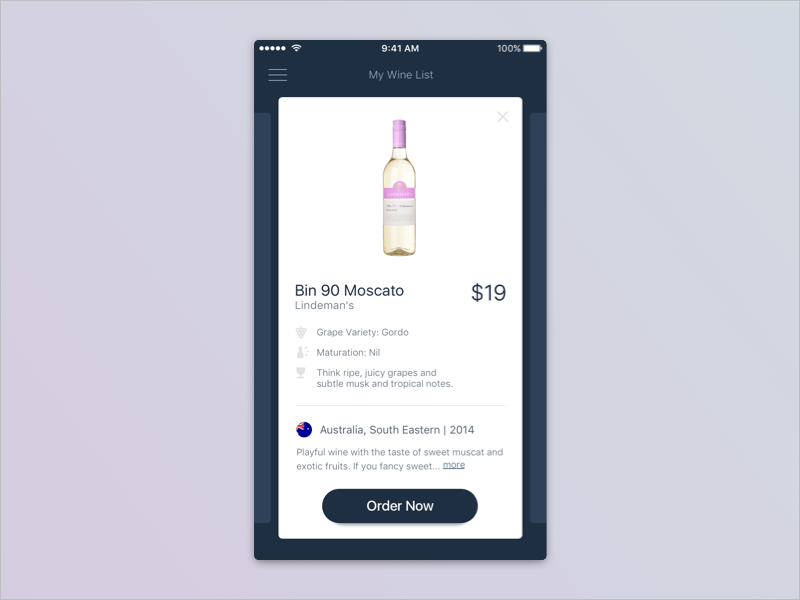 9:41 AM
100%
My Wine List
Bin 90 Moscato
$19
Lindeman's
Grape Variety: Gordo
Maturation: Nil
Think ripe, juicy grapes and
subtle musk and tropical notes.
Australia, South Eastern | 2014
Playful wine with the taste of sweet muscat and
exotic fruits. If you fancy sweet... more
Order Now